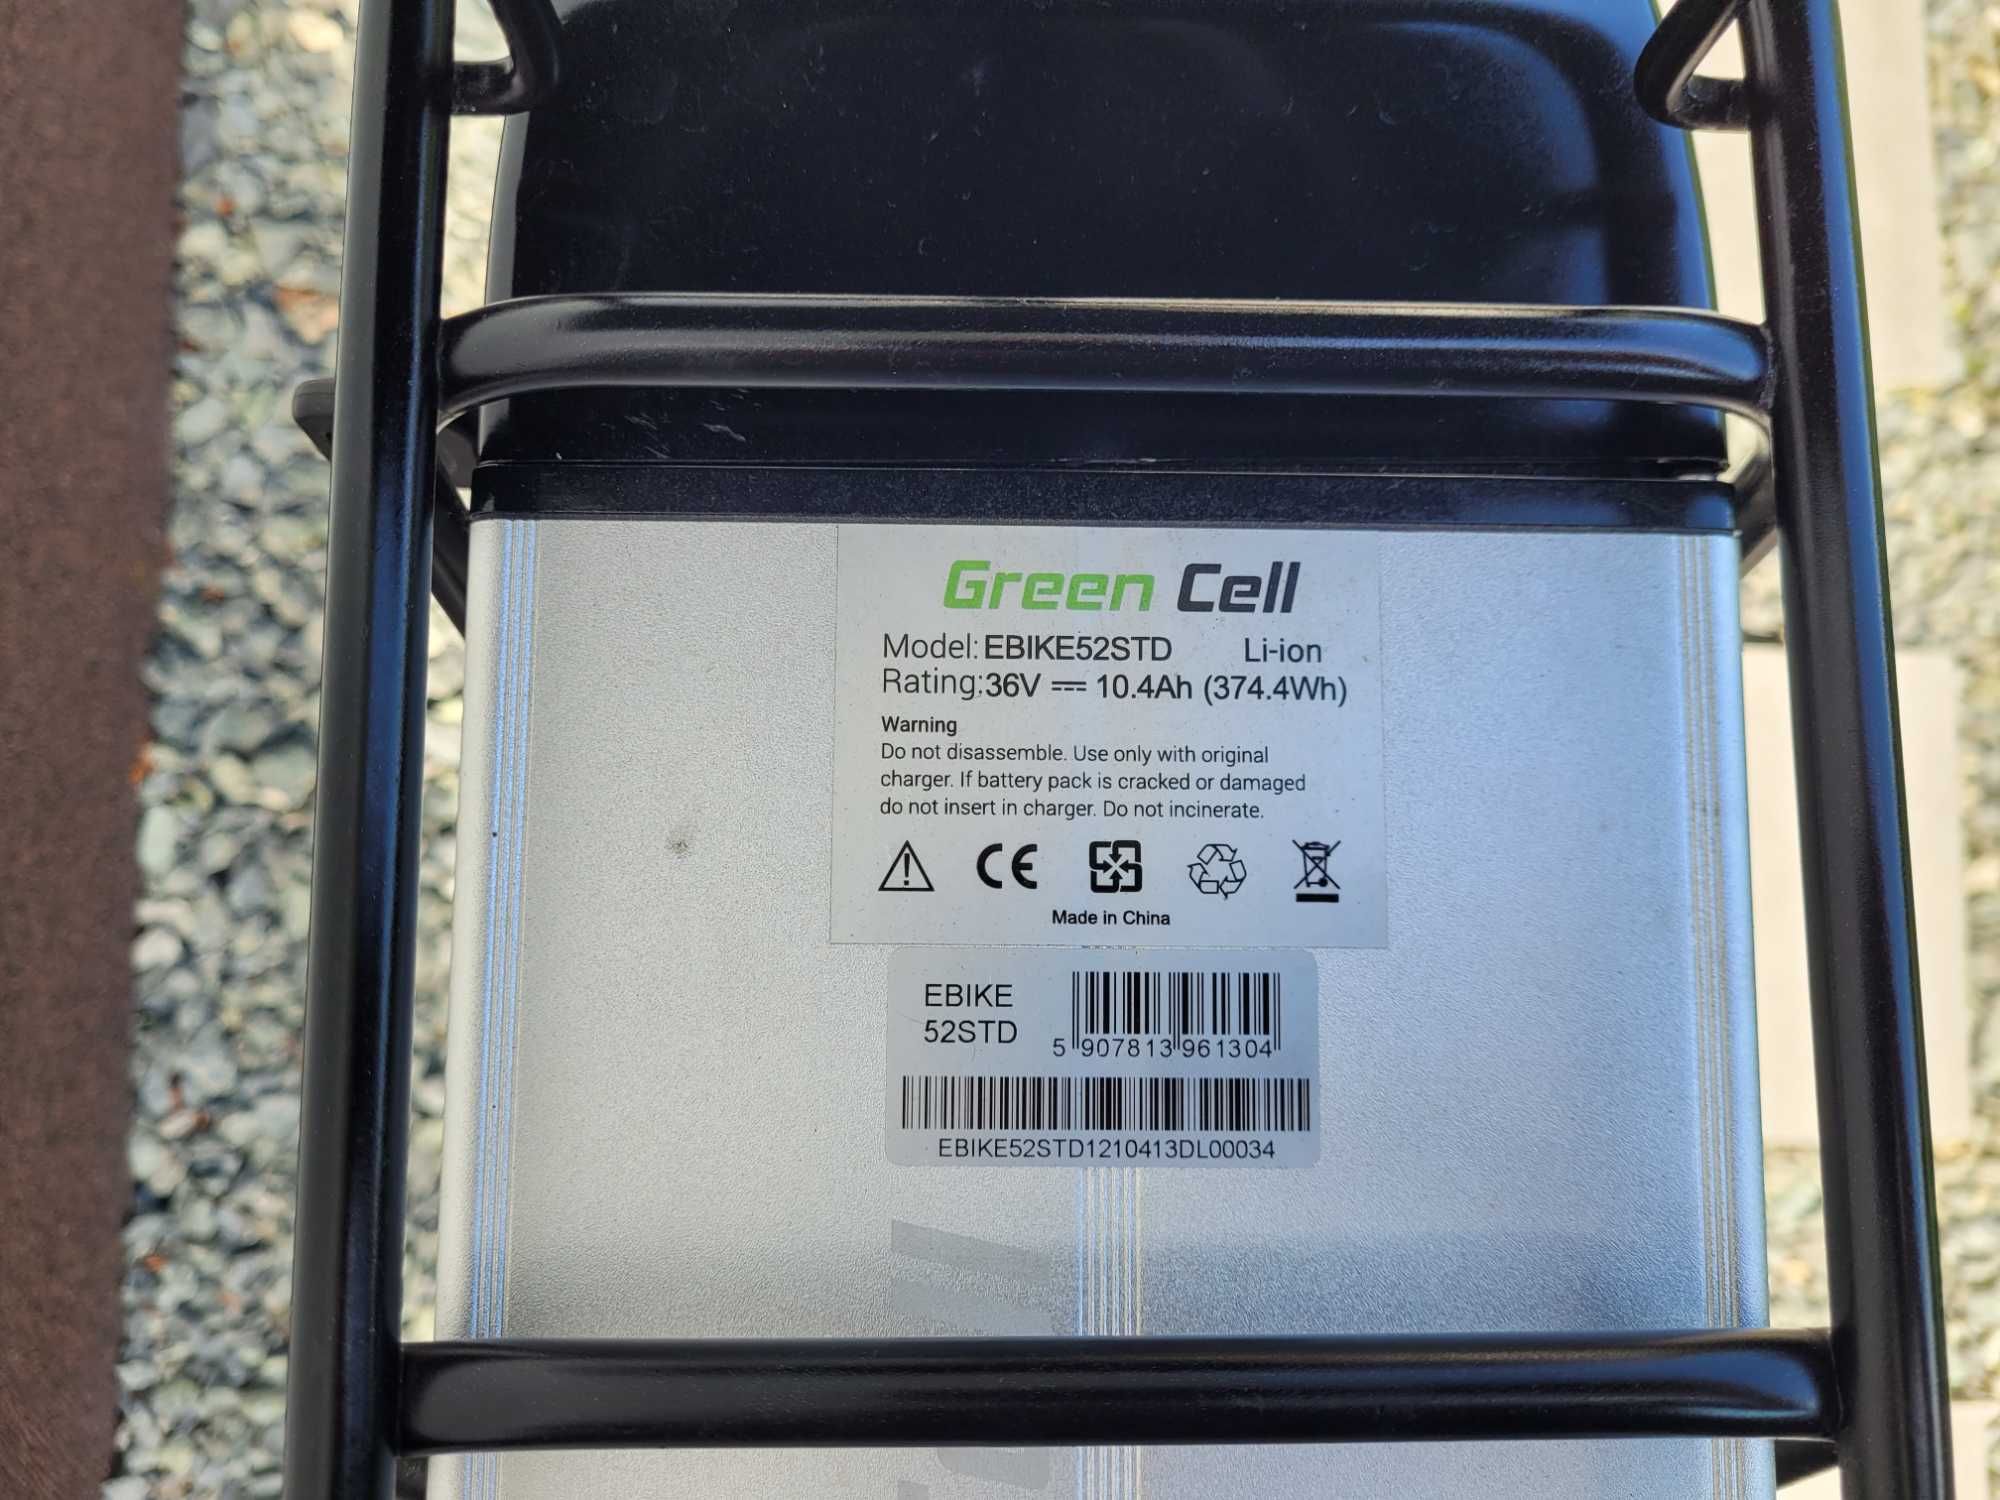 Green Cell
Model: EBIKE52STD Li-ion
Rating: 36V ⎓ 10.4Ah (374.4Wh)
Warning
Do not disassemble. Use only with original
charger. If battery pack is cracked or damaged
do not insert in charger. Do not incinerate.
CE
Made in China
EBIKE
52STD
5 907813 961304
EBIKE52STD1210413DL00034